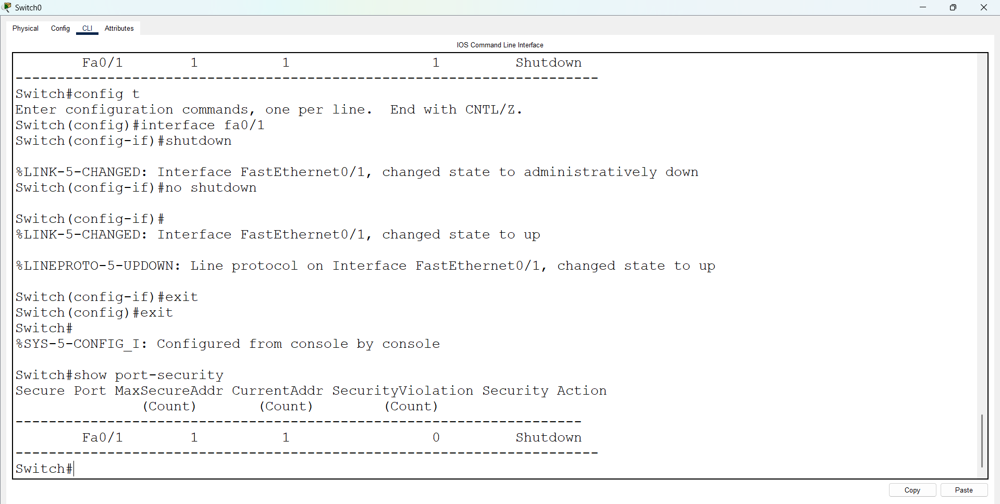 Switch0
Physical Config CLI Attributes
IOS Command Line Interface
Fa0/1 1 1 1 Shutdown
----------------------------------------------------------------------
Switch#config t
Enter configuration commands, one per line.  End with CNTL/Z.
Switch(config)#interface fa0/1
Switch(config-if)#shutdown
%LINK-5-CHANGED: Interface FastEthernet0/1, changed state to administratively down
Switch(config-if)#no shutdown
Switch(config-if)#
%LINK-5-CHANGED: Interface FastEthernet0/1, changed state to up
%LINEPROTO-5-UPDOWN: Line protocol on Interface FastEthernet0/1, changed state to up
Switch(config-if)#exit
Switch(config)#exit
Switch#
%SYS-5-CONFIG_I: Configured from console by console
Switch#show port-security
Secure Port MaxSecureAddr CurrentAddr SecurityViolation Security Action
(Count) (Count) (Count)
--------------------------------------------------------------------
Fa0/1 1 1 0 Shutdown
----------------------------------------------------------------------
Switch#
Copy Paste